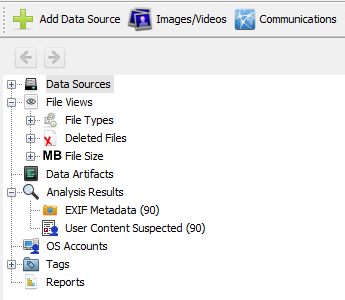 Add Data Source Images/Videos Communications
Data Sources
File Views
File Types
Deleted Files
MB File Size
Data Artifacts
Analysis Results
EXIF Metadata (90)
User Content Suspected (90)
OS Accounts
Tags
Reports